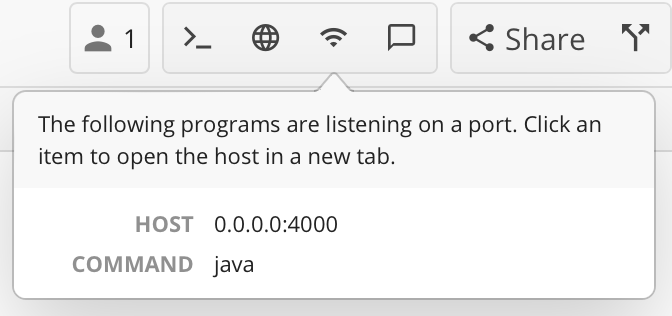 1
Share
The following programs are listening on a port. Click an
item to open the host in a new tab.
HOST 0.0.0.0:4000
COMMAND java